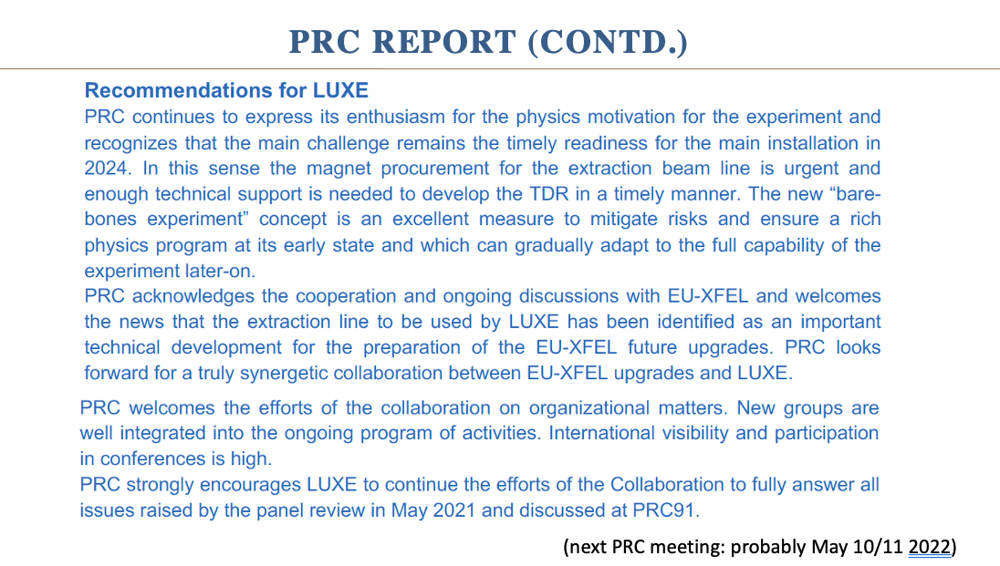 PRC REPORT (CONTD.)
Recommendations for LUXE
PRC continues to express its enthusiasm for the physics motivation for the experiment and
recognizes that the main challenge remains the timely readiness for the main installation in
2024. In this sense the magnet procurement for the extraction beam line is urgent and
enough technical support is needed to develop the TDR in a timely manner. The new “bare-
bones experiment” concept is an excellent measure to mitigate risks and ensure a rich
physics program at its early state and which can gradually adapt to the full capability of the
experiment later-on.
PRC acknowledges the cooperation and ongoing discussions with EU-XFEL and welcomes
the news that the extraction line to be used by LUXE has been identified as an important
technical development for the preparation of the EU-XFEL future upgrades. PRC looks
forward for a truly synergetic collaboration between EU-XFEL upgrades and LUXE.
PRC welcomes the efforts of the collaboration on organizational matters. New groups are
well integrated into the ongoing program of activities. International visibility and participation
in conferences is high.
PRC strongly encourages LUXE to continue the efforts of the Collaboration to fully answer all
issues raised by the panel review in May 2021 and discussed at PRC91.
(next PRC meeting: probably May 10/11 2022)